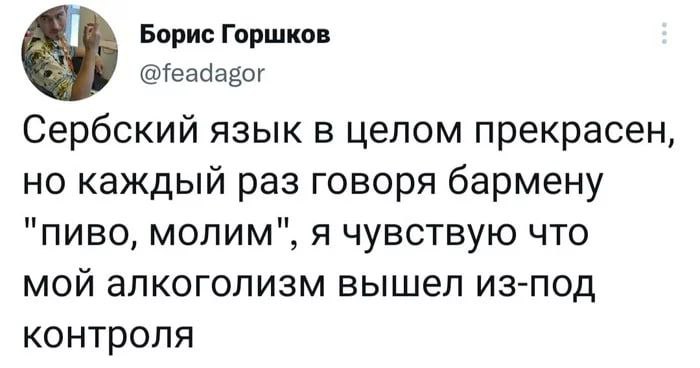 Борис Горшков
@feadagor
Сербский язык в целом прекрасен,
но каждый раз говоря бармену
"пиво, молим", я чувствую что
мой алкоголизм вышел из-под
контроля